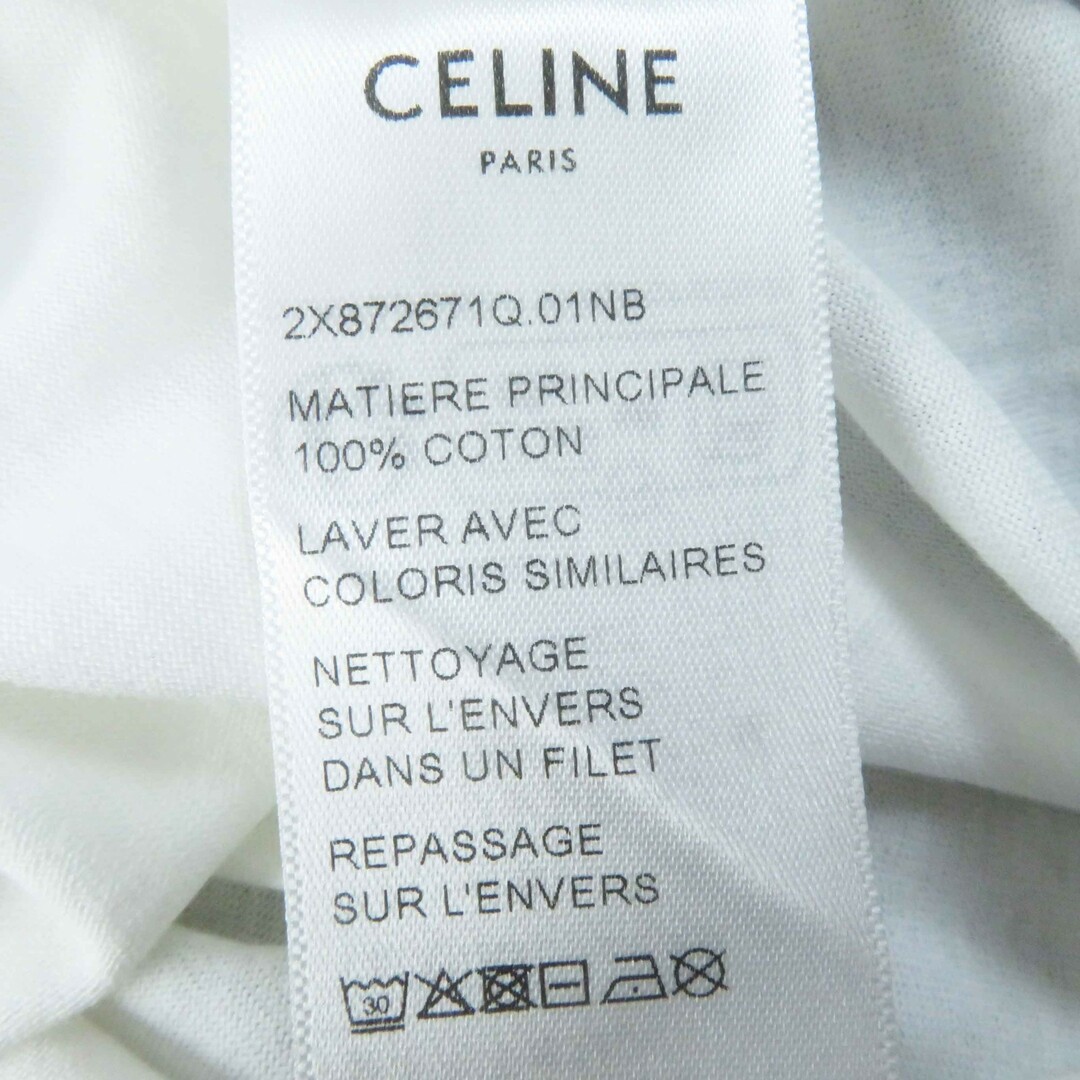 CELINE
PARIS
2X872671Q.01NB
MATIERE PRINCIPALE
100% COTON
LAVER AVEC
COLORIS SIMILAIRES
NETTOYAGE
SUR L'ENVERS
DANS UN FILET
REPASSAGE
SUR L'ENVERS
30